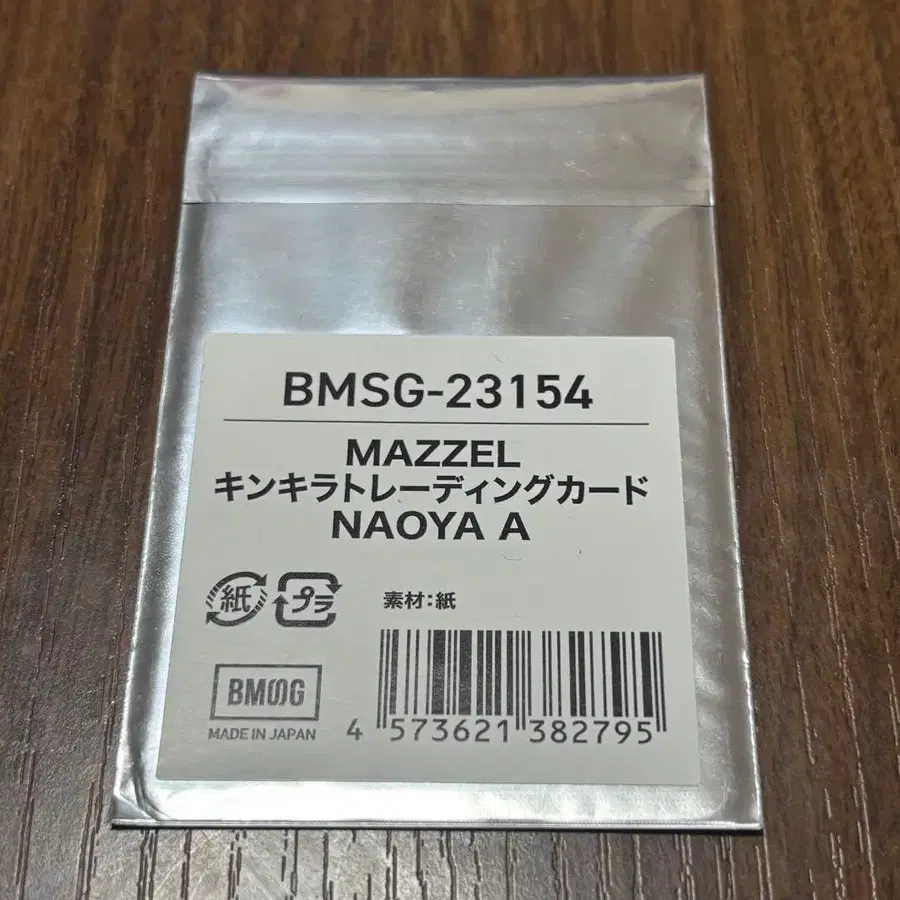 BMSG-23154
MAZZEL
キンキラトレーディングカード
NAOYA A
紙 プラ 素材:紙
BMSG
MADE IN JAPAN
4 573621 382795